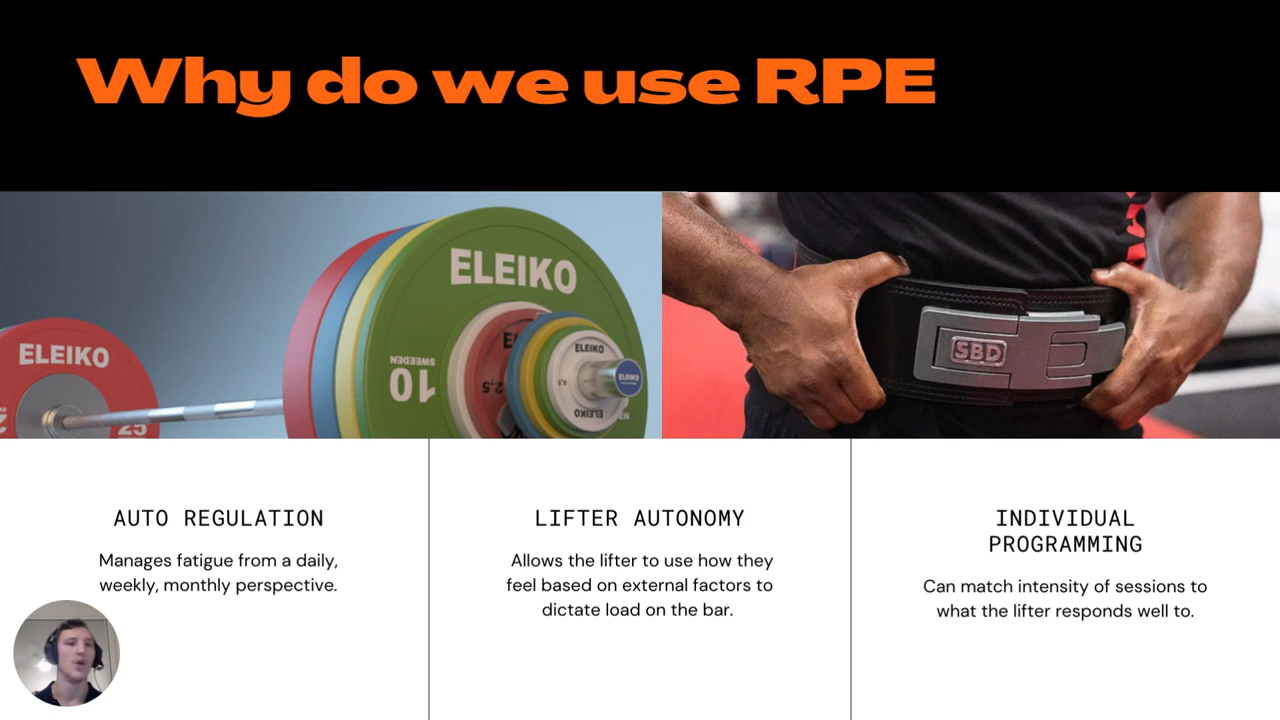 Why do we use RPE
ELEIKO
25
ELEIKO
SWEDEN
10
2,5
ELEIKO
ELEIKO
ELEIKO
SBD
AUTO REGULATION
Manages fatigue from a daily,
weekly, monthly perspective.
LIFTER AUTONOMY
Allows the lifter to use how they
feel based on external factors to
dictate load on the bar.
INDIVIDUAL
PROGRAMMING
Can match intensity of sessions to
what the lifter responds well to.